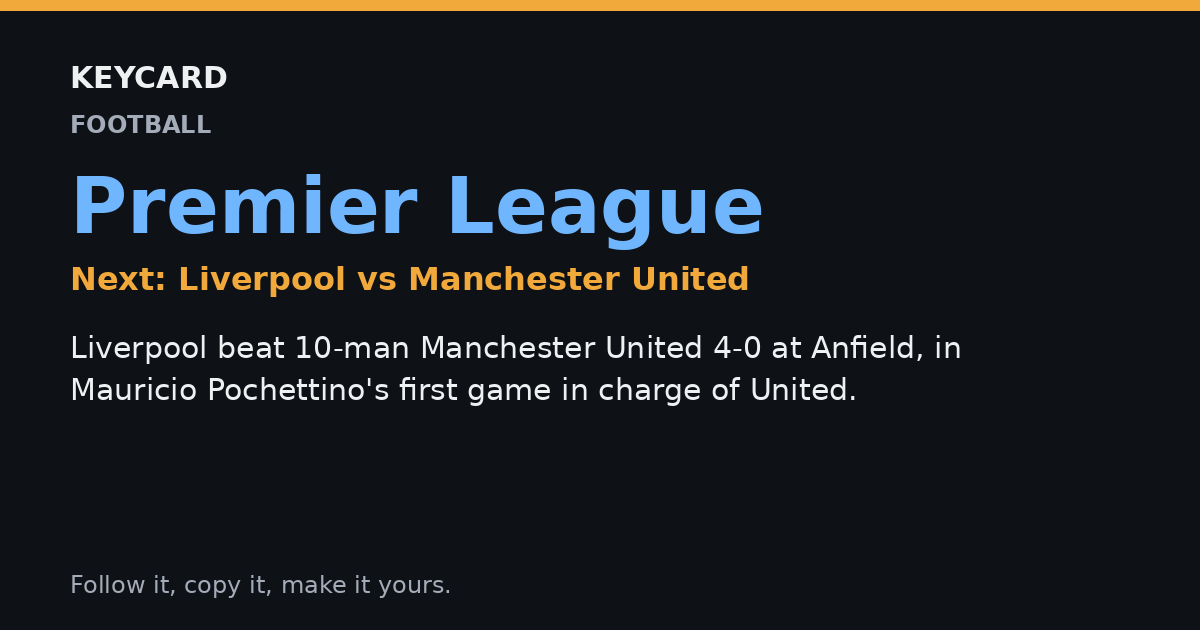 KEYCARD
FOOTBALL
Premier League
Next: Liverpool vs Manchester United
Liverpool beat 10-man Manchester United 4-0 at Anfield, in
Mauricio Pochettino's first game in charge of United.
Follow it, copy it, make it yours.